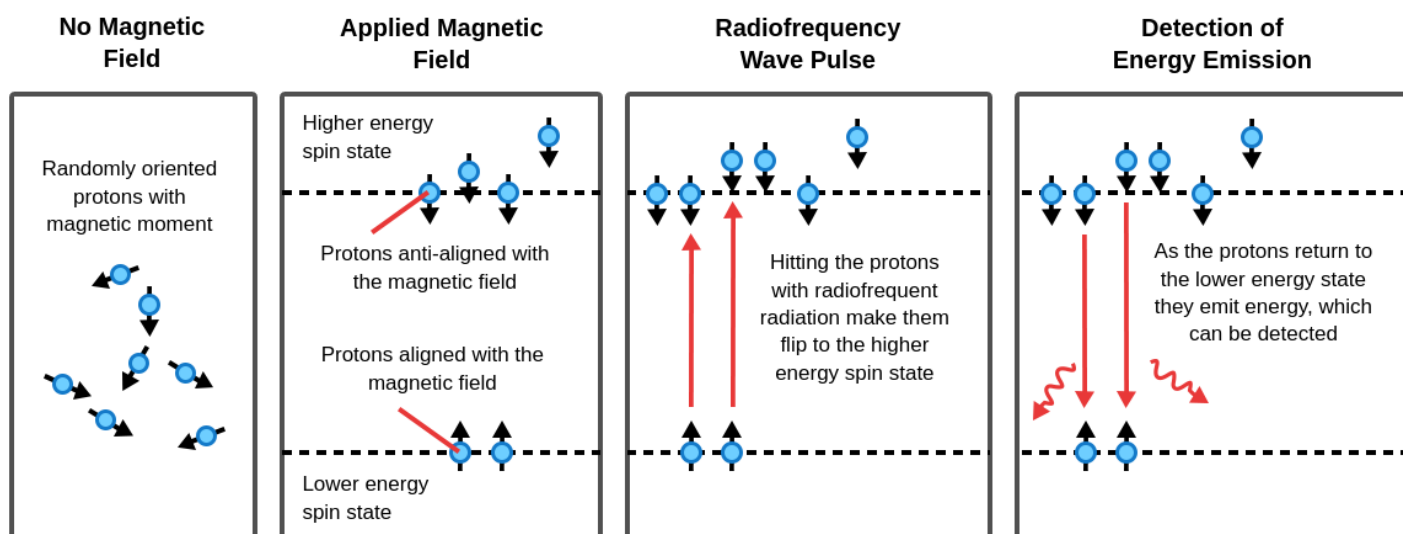 No Magnetic
Field
Randomly oriented
protons with
magnetic moment
Applied Magnetic
Field
Higher energy
spin state
Protons anti-aligned with
the magnetic field
Protons aligned with the
magnetic field
Lower energy
spin state
Radiofrequency
Wave Pulse
Hitting the protons
with radiofrequent
radiation make them
flip to the higher
energy spin state
Detection of
Energy Emission
As the protons return to
the lower energy state
they emit energy, which
can be detected